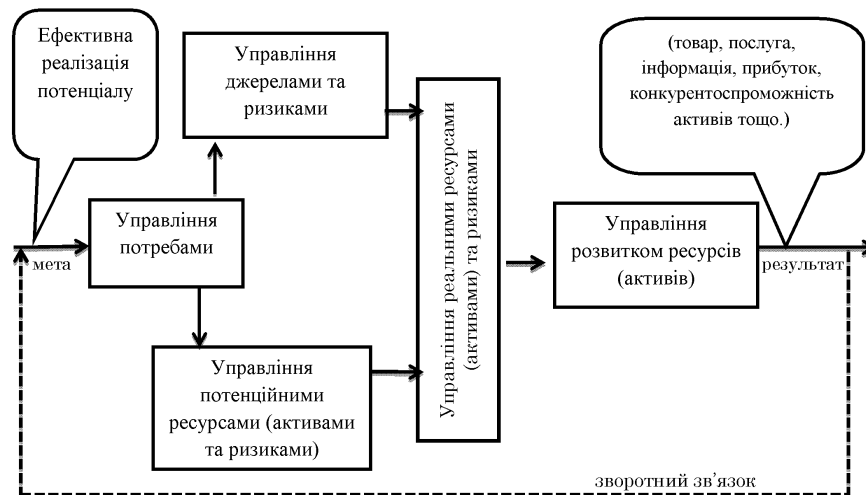 Ефективна
реалізація
потенціалу
Управління
джерелами та
ризиками
Управління реальними ресурсами
(активами) та ризиками
(товар, послуга,
інформація, прибуток,
конкурентоспроможність
активів тощо.)
мета
Управління
потребами
Управління
розвитком ресурсів
(активів)
результат
Управління
потенційними
ресурсами (активами
та ризиками)
зворотний зв’язок